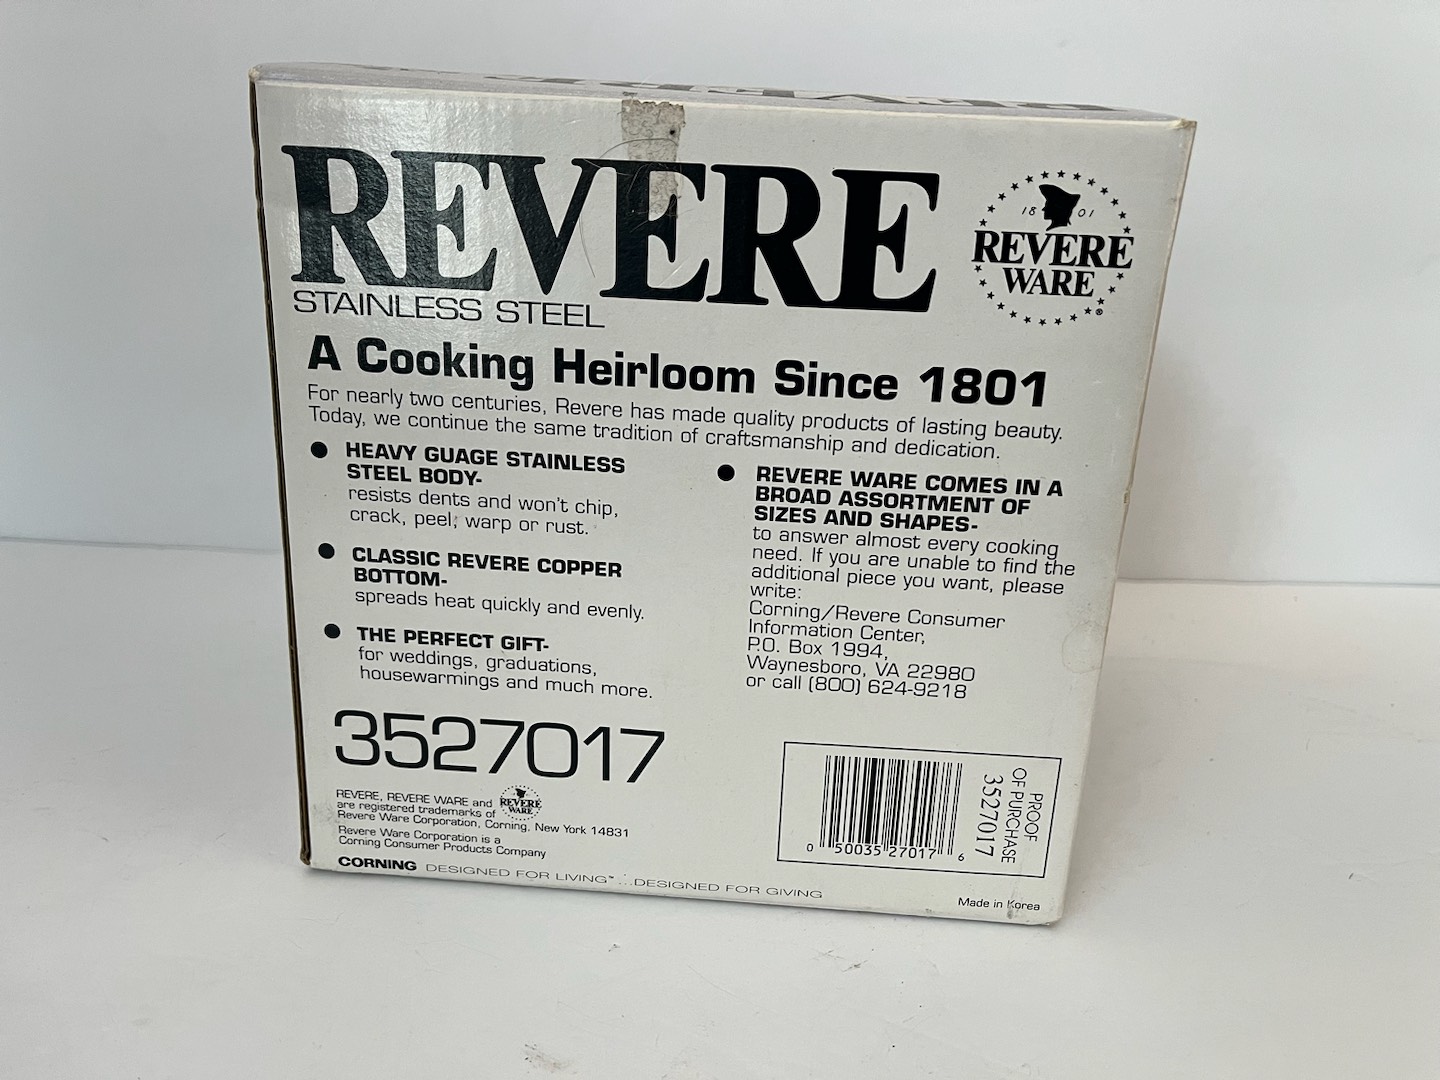 REVERE
STAINLESS STEEL
1801
REVERE
WARE
®
A Cooking Heirloom Since 1801
For nearly two centuries, Revere has made quality products of lasting beauty.
Today, we continue the same tradition of craftsmanship and dedication.
● HEAVY GUAGE STAINLESS
STEEL BODY-
resists dents and won't chip,
crack, peel, warp or rust.
● CLASSIC REVERE COPPER
BOTTOM-
spreads heat quickly and evenly.
● THE PERFECT GIFT-
for weddings, graduations,
housewarmings and much more.
● REVERE WARE COMES IN A
BROAD ASSORTMENT OF
SIZES AND SHAPES-
to answer almost every cooking
need. If you are unable to find the
additional piece you want, please
write:
Corning/Revere Consumer
Information Center,
P.O. Box 1994,
Waynesboro, VA 22980
or call (800) 624-9218
3527017
REVERE, REVERE WARE and REVERE WARE
are registered trademarks of
Revere Ware Corporation, Corning, New York 14831
Revere Ware Corporation is a
Corning Consumer Products Company
CORNING DESIGNED FOR LIVING™...DESIGNED FOR GIVING
0 50035 27017 6
PROOF
OF PURCHASE
3527017
Made in Korea